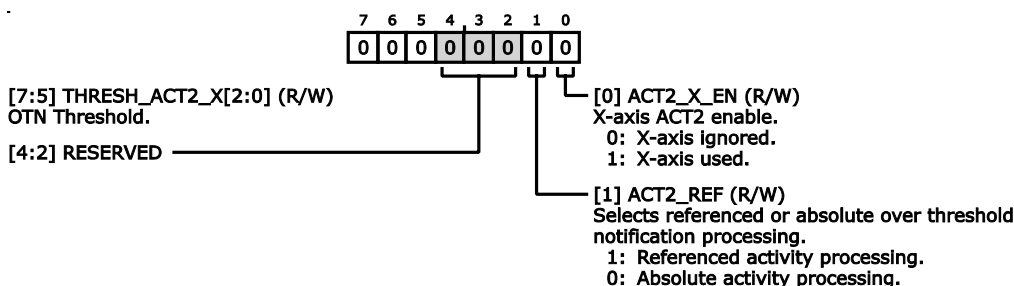 7 6 5 4 3 2 1 0
0 0 0 0 0 0 0 0
[7:5] THRESH_ACT2_X[2:0] (R/W)
OTN Threshold.
[4:2] RESERVED
[0] ACT2_X_EN (R/W)
X-axis ACT2 enable.
0: X-axis ignored.
1: X-axis used.
[1] ACT2_REF (R/W)
Selects referenced or absolute over threshold
notification processing.
1: Referenced activity processing.
0: Absolute activity processing.